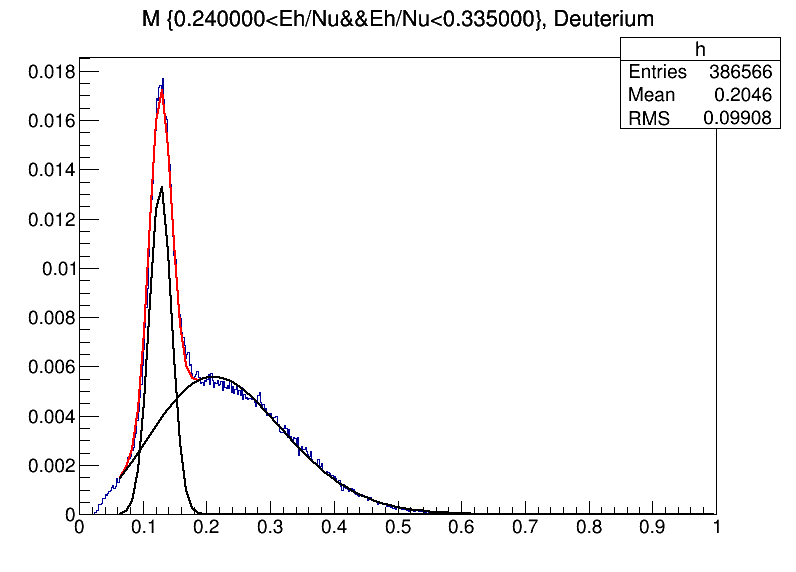 M {0.240000<Eh/Nu&&Eh/Nu<0.335000}, Deuterium
h
Entries 386566
Mean 0.2046
RMS 0.09908
0.018
0.016
0.014
0.012
0.01
0.008
0.006
0.004
0.002
0
0 0.1 0.2 0.3 0.4 0.5 0.6 0.7 0.8 0.9 1